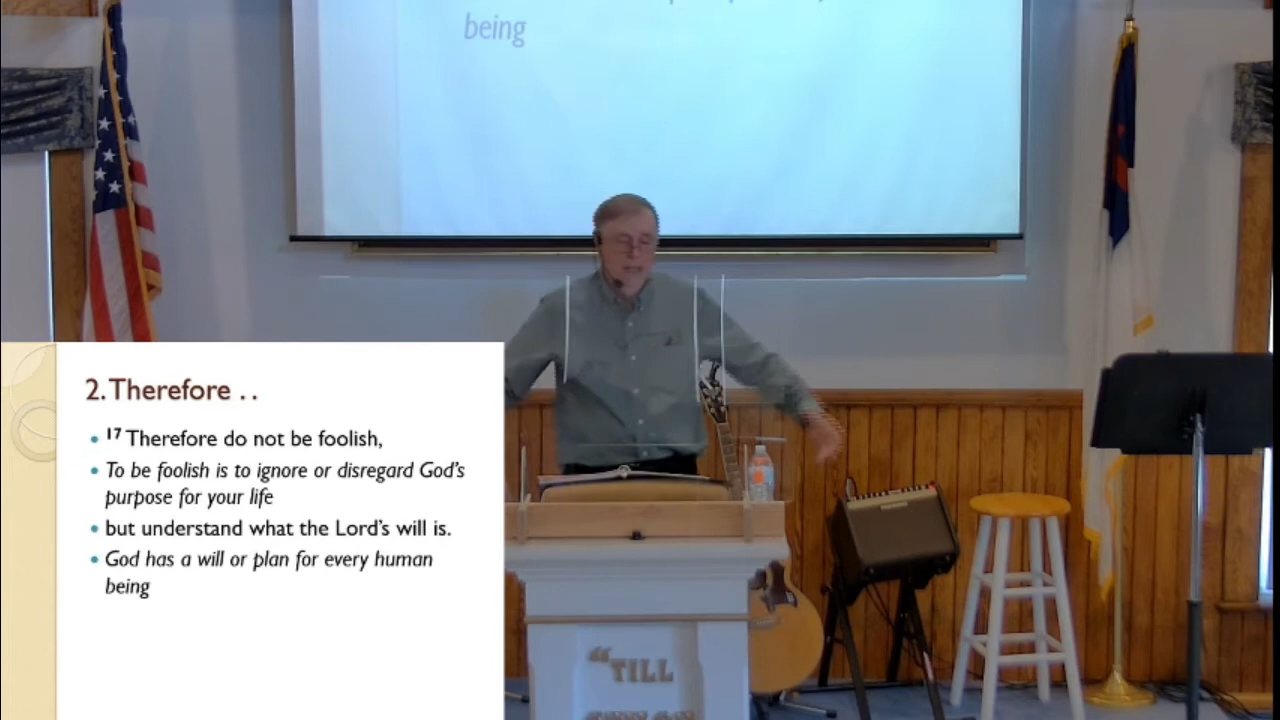 being
2. Therefore . .
• ¹⁷ Therefore do not be foolish,
• To be foolish is to ignore or disregard God's
purpose for your life
• but understand what the Lord's will is.
• God has a will or plan for every human
being
“TILL